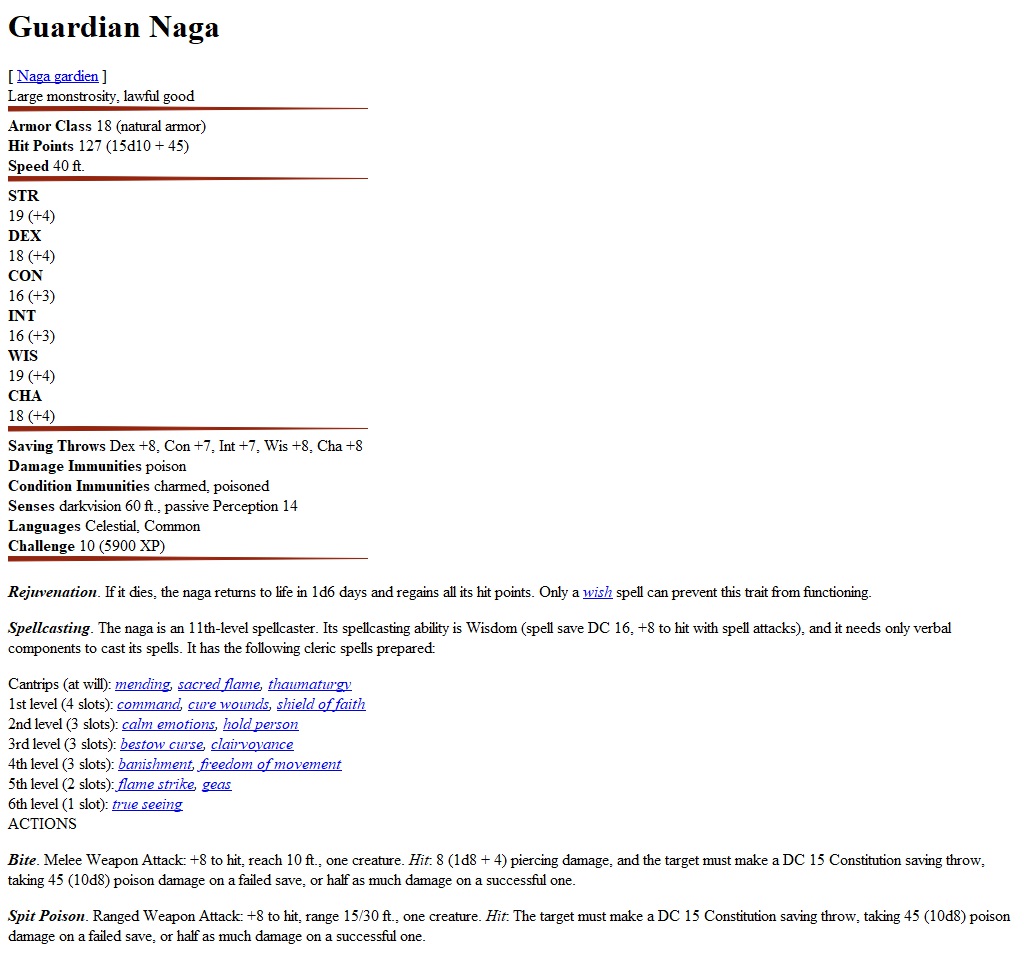 Guardian Naga
[ Naga gardien ]
Large monstrosity, lawful good
Armor Class 18 (natural armor)
Hit Points 127 (15d10 + 45)
Speed 40 ft.
STR
19 (+4)
DEX
18 (+4)
CON
16 (+3)
INT
16 (+3)
WIS
19 (+4)
CHA
18 (+4)
Saving Throws Dex +8, Con +7, Int +7, Wis +8, Cha +8
Damage Immunities poison
Condition Immunities charmed, poisoned
Senses darkvision 60 ft., passive Perception 14
Languages Celestial, Common
Challenge 10 (5900 XP)
Rejuvenation. If it dies, the naga returns to life in 1d6 days and regains all its hit points. Only a wish spell can prevent this trait from functioning.
Spellcasting. The naga is an 11th-level spellcaster. Its spellcasting ability is Wisdom (spell save DC 16, +8 to hit with spell attacks), and it needs only verbal
components to cast its spells. It has the following cleric spells prepared:
Cantrips (at will): mending, sacred flame, thaumaturgy
1st level (4 slots): command, cure wounds, shield of faith
2nd level (3 slots): calm emotions, hold person
3rd level (3 slots): bestow curse, clairvoyance
4th level (3 slots): banishment, freedom of movement
5th level (2 slots): flame strike, geas
6th level (1 slot): true seeing
ACTIONS
Bite. Melee Weapon Attack: +8 to hit, reach 10 ft., one creature. Hit: 8 (1d8 + 4) piercing damage, and the target must make a DC 15 Constitution saving throw,
taking 45 (10d8) poison damage on a failed save, or half as much damage on a successful one.
Spit Poison. Ranged Weapon Attack: +8 to hit, range 15/30 ft., one creature. Hit: The target must make a DC 15 Constitution saving throw, taking 45 (10d8) poison
damage on a failed save, or half as much damage on a successful one.